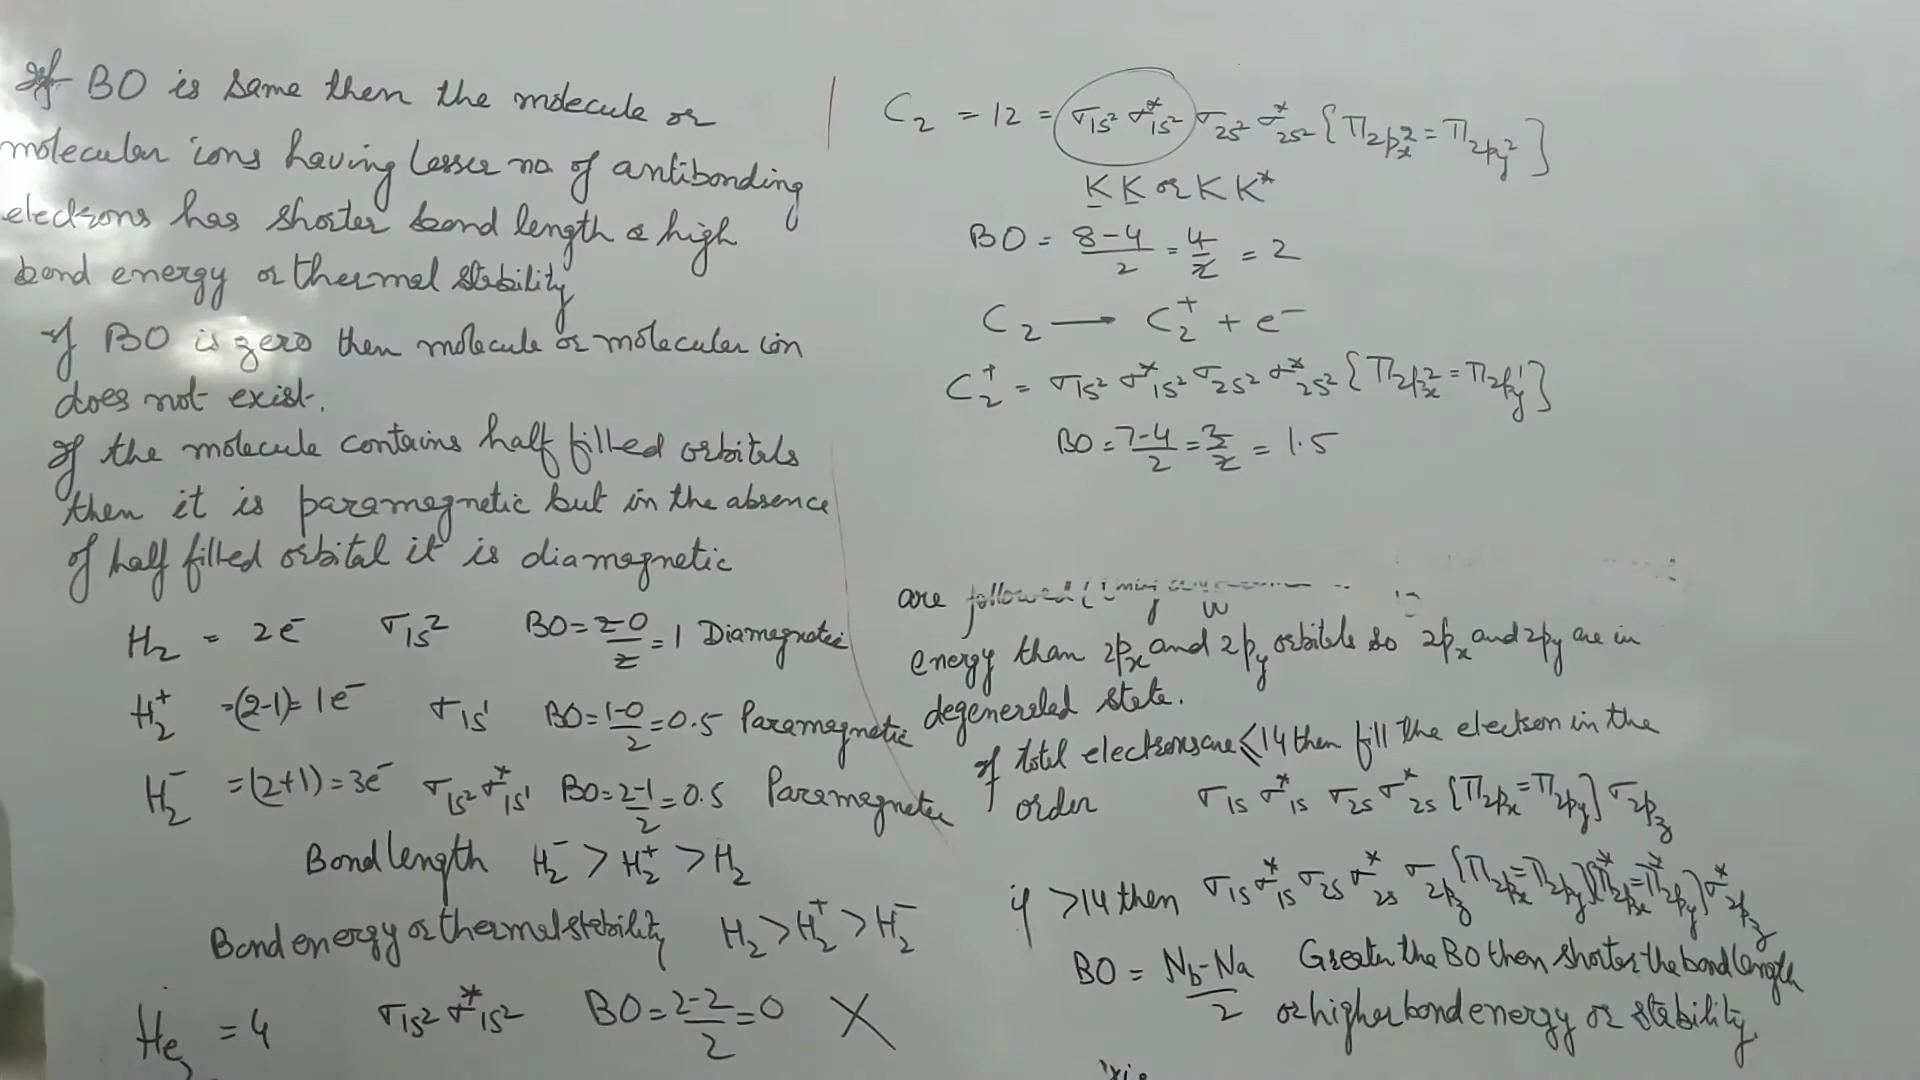 If BO is same then the molecule or
molecular ions having lesser no of antibonding
electrons has shorter bond length & high
bond energy or thermal stability
If BO is zero then molecule or molecular ion
does not exist.
If the molecule contains half filled orbitals
then it is paramagnetic but in the absence
of half filled orbital it is diamagnetic
H₂ = 2e⁻ σ1s² BO = 2-0/2 = 1 Diamagnetic
H₂⁺ = (2-1) = 1e⁻ σ1s¹ BO = 1-0/2 = 0.5 Paramagnetic
H₂⁻ = (2+1) = 3e⁻ σ1s² σ*1s¹ BO = 2-1/2 = 0.5 Paramagnetic
Bond length H₂⁻ > H₂⁺ > H₂
Bond energy or thermal stability H₂ > H₂⁺ > H₂⁻
He₂ = 4 σ1s² σ*1s² BO = 2-2/2 = 0 X
C₂ = 12 = σ1s² σ*1s² σ2s² σ*2s² {π2px² = π2py²}
KK or KK*
BO = 8-4/2 = 4/2 = 2
C₂ → C₂⁺ + e⁻
C₂⁺ = σ1s² σ*1s² σ2s² σ*2s² {π2px² = π2py¹}
BO = 7-4/2 = 3/2 = 1.5
are followed
energy than 2px and 2py orbitals so 2px and 2py are in
degenerated state.
If total electrons are ≤14 then fill the electron in the
order σ1s σ*1s σ2s σ*2s [π2px = π2py] σ2pz
if >14 then σ1s σ*1s σ2s σ*2s σ2pz [π2px = π2py] [π*2px = π*2py] σ*2pz
BO = Nb-Na/2 Greater the BO then shorter the bond length
or higher bond energy or stability.